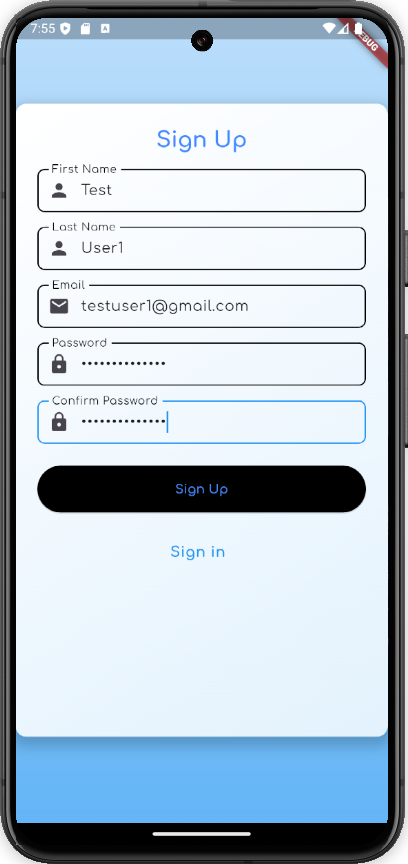 7:55
BUG
Sign Up
First Name
Test
Last Name
User1
Email
testuser1@gmail.com
Password
••••••••••••••
Confirm Password
••••••••••••••
Sign Up
Sign in